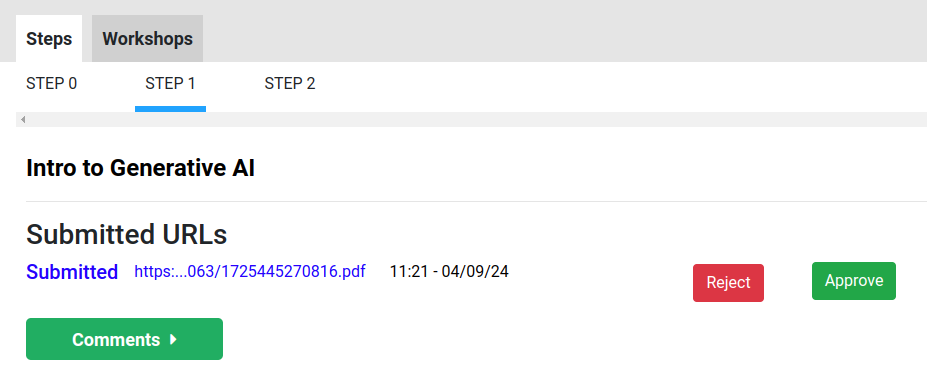 Steps Workshops
STEP 0 STEP 1 STEP 2
Intro to Generative AI
Submitted URLs
Submitted https:...063/1725445270816.pdf 11:21 - 04/09/24 Reject Approve
Comments